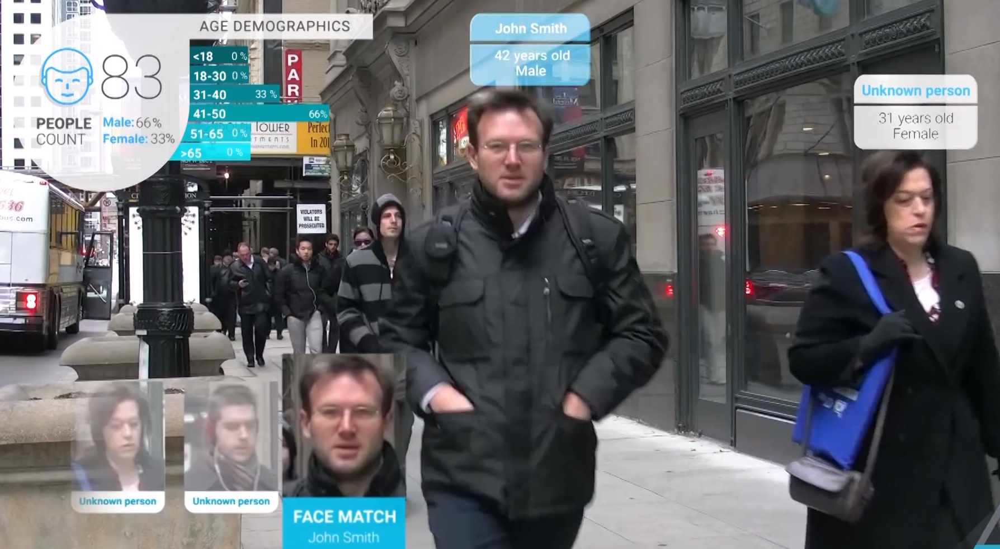 AGE DEMOGRAPHICS
83
PEOPLE
COUNT
Male: 66%
Female: 33%
<18 0 %
18-30 0 %
31-40 33 %
41-50 66%
51-65 0 %
>65 0 %
PAR
TOWER
TMENTS
Perfect
In 201
VIOLATORS
WILL BE
PROSECUTED
bus.com
John Smith
42 years old
Male
Unknown person
31 years old
Female
Unknown person
Unknown person
FACE MATCH
John Smith